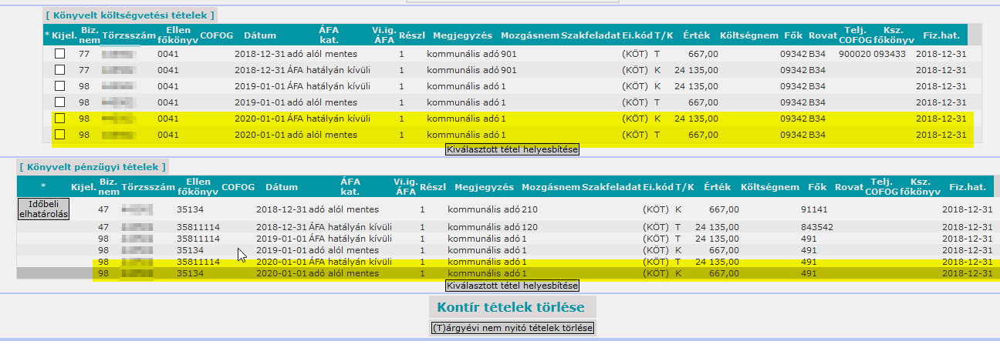 [ Könyvelt költségvetési tételek ]
* Kijel. Biz. nem Törzsszám Ellen főkönyv COFOG Dátum ÁFA kat. Vi.ig. ÁFA Részl Megjegyzés Mozgásnem Szakfeladat Ei.kód T/K Érték Költségnem Fők Rovat Telj. COFOG Ksz. főkönyv Fiz.hat.
77 0041 2018-12-31 adó alól mentes 1 kommunális adó 901 (KÖT) T 667,00 09342 B34 900020 093433 2018-12-31
77 0041 2018-12-31 ÁFA hatályán kívüli 1 kommunális adó 901 (KÖT) K 24 135,00 09342 B34 2018-12-31
98 0041 2019-01-01 ÁFA hatályán kívüli 1 kommunális adó 1 (KÖT) K 24 135,00 09342 B34 2018-12-31
98 0041 2019-01-01 adó alól mentes 1 kommunális adó 1 (KÖT) T 667,00 09342 B34 2018-12-31
98 0041 2020-01-01 ÁFA hatályán kívüli 1 kommunális adó 1 (KÖT) K 24 135,00 09342 B34 2018-12-31
98 0041 2020-01-01 adó alól mentes 1 kommunális adó 1 (KÖT) T 667,00 09342 B34 2018-12-31
Kiválasztott tétel helyesbítése
[ Könyvelt pénzügyi tételek ]
* Kijel. Biz. nem Törzsszám Ellen főkönyv COFOG Dátum ÁFA kat. Vi.ig. ÁFA Részl Megjegyzés Mozgásnem Szakfeladat Ei.kód T/K Érték Költségnem Fők Rovat Telj. COFOG Ksz. főkönyv Fiz.hat.
Időbeli elhatárolás 47 35134 2018-12-31 adó alól mentes 1 kommunális adó 210 (KÖT) K 667,00 91141 2018-12-31
47 35811114 2018-12-31 ÁFA hatályán kívüli 1 kommunális adó 120 (KÖT) T 24 135,00 843542 2018-12-31
98 35811114 2019-01-01 ÁFA hatályán kívüli 1 kommunális adó 1 (KÖT) T 24 135,00 491 2018-12-31
98 35134 2019-01-01 adó alól mentes 1 kommunális adó 1 (KÖT) K 667,00 491 2018-12-31
98 35811114 2020-01-01 ÁFA hatályán kívüli 1 kommunális adó 1 (KÖT) T 24 135,00 491 2018-12-31
98 35134 2020-01-01 adó alól mentes 1 kommunális adó 1 (KÖT) K 667,00 491 2018-12-31
Kiválasztott tétel helyesbítése
Kontír tételek törlése
(T)árgyévi nem nyitó tételek törlése